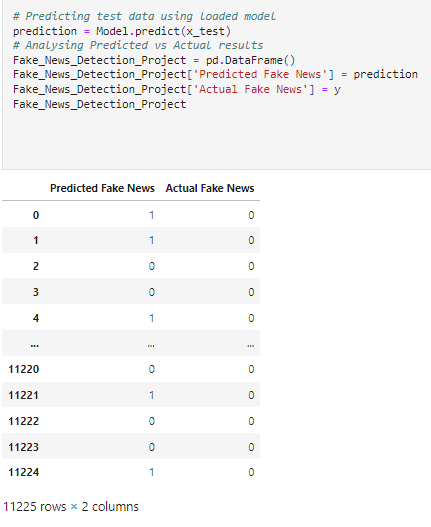 # Predicting test data using loaded model
prediction = Model.predict(x_test)
# Analysing Predicted vs Actual results
Fake_News_Detection_Project = pd.DataFrame()
Fake_News_Detection_Project['Predicted Fake News'] = prediction
Fake_News_Detection_Project['Actual Fake News'] = y
Fake_News_Detection_Project
Predicted Fake News Actual Fake News
0 1 0
1 1 0
2 0 0
3 0 0
4 1 0
... ... ...
11220 0 0
11221 1 0
11222 0 0
11223 0 0
11224 1 0
11225 rows × 2 columns